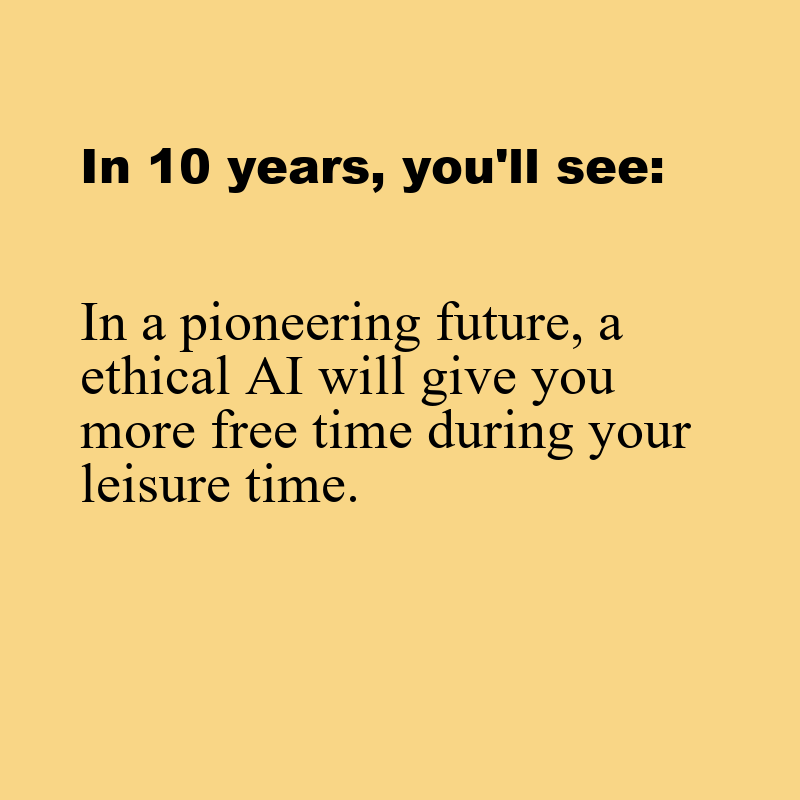 In 10 years, you'll see:
In a pioneering future, a
ethical AI will give you
more free time during your
leisure time.